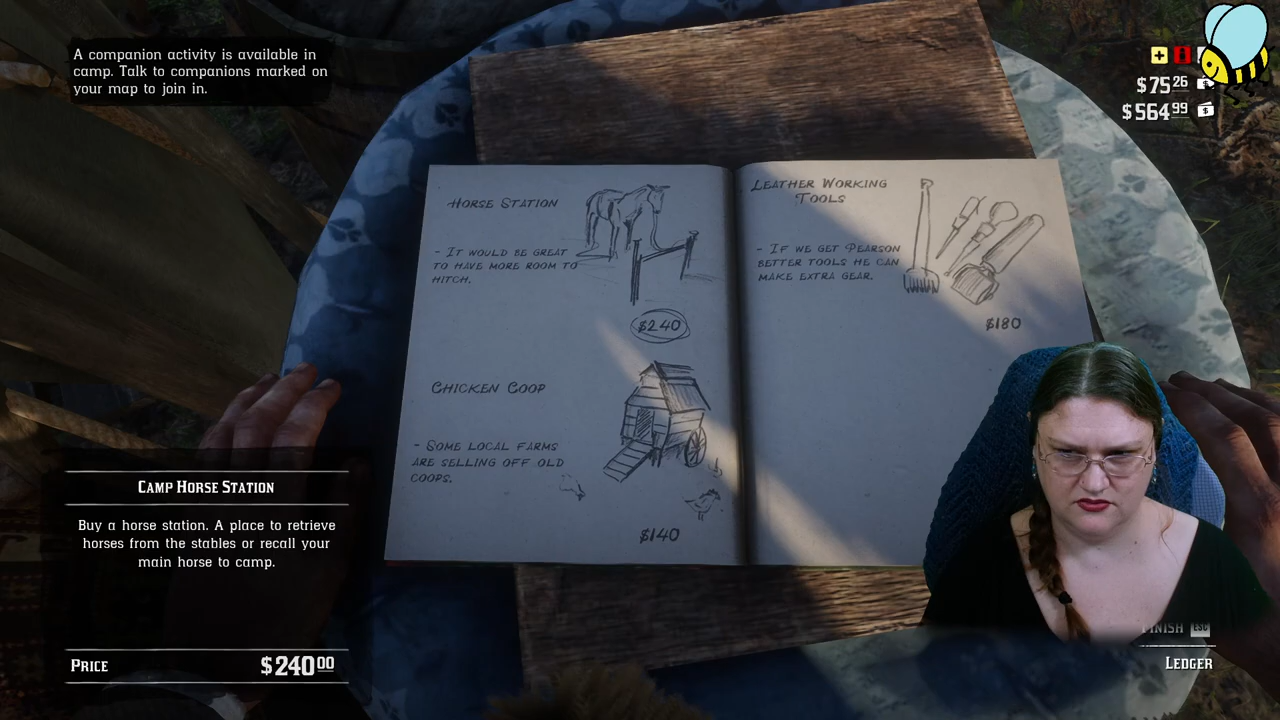 A companion activity is available in
camp. Talk to companions marked on
your map to join in.
$75 26
$564 99
Horse Station
- It would be great
to have more room to
hitch.
$240
Chicken Coop
- Some local farms
are selling off old
coops.
$140
Leather Working
Tools
- If we get Pearson
better tools he can
make extra gear.
$180
Camp Horse Station
Buy a horse station. A place to retrieve
horses from the stables or recall your
main horse to camp.
Price $240 00
Finish ESC
Ledger